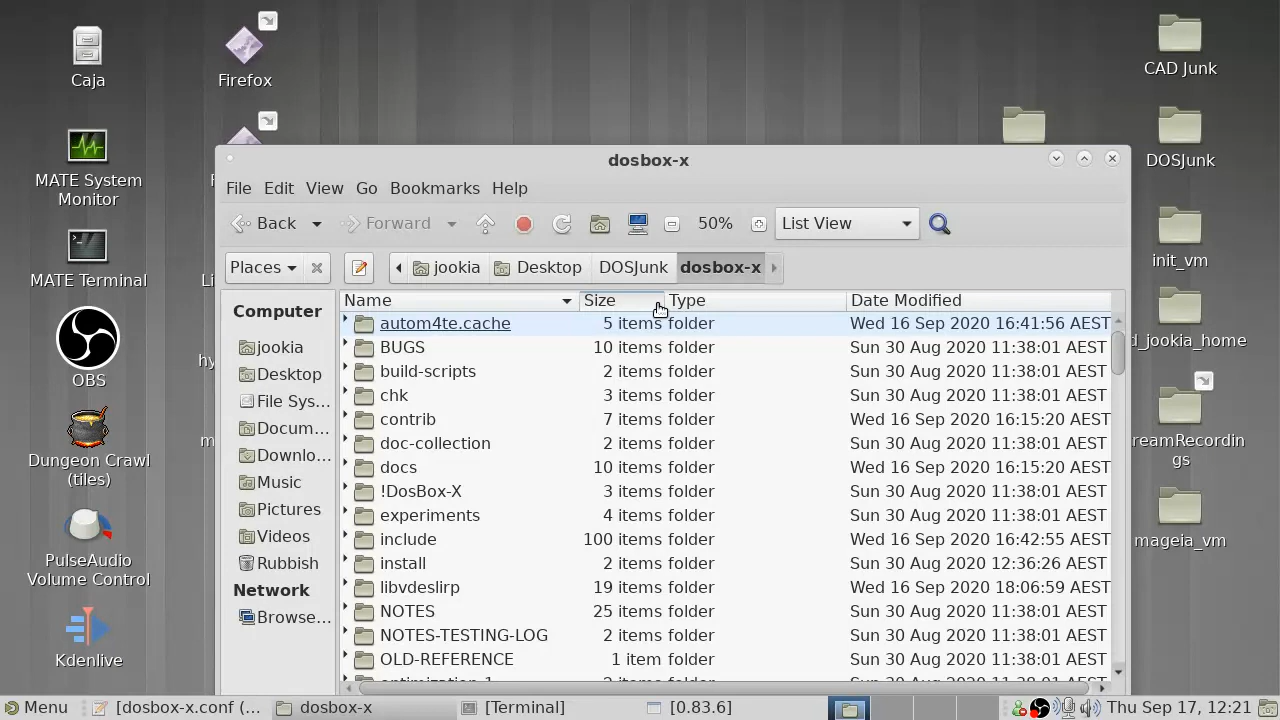 Caja
Firefox
CAD Junk
MATE System
Monitor
DOSJunk
MATE Terminal
init_vm
OBS
d_jookia_home
Dungeon Crawl
(tiles)
reamRecordin
gs
PulseAudio
Volume Control
mageia_vm
Kdenlive
dosbox-x
File Edit View Go Bookmarks Help
Back Forward 50% List View
Places jookia Desktop DOSJunk dosbox-x
Name Size Type Date Modified
Computer
jookia
Desktop
File Sys...
Docum...
Downlo...
Music
Pictures
Videos
Rubbish
Network
Browse...
autom4te.cache 5 items folder Wed 16 Sep 2020 16:41:56 AEST
BUGS 10 items folder Sun 30 Aug 2020 11:38:01 AEST
build-scripts 2 items folder Sun 30 Aug 2020 11:38:01 AEST
chk 3 items folder Sun 30 Aug 2020 11:38:01 AEST
contrib 7 items folder Wed 16 Sep 2020 16:15:20 AEST
doc-collection 2 items folder Sun 30 Aug 2020 11:38:01 AEST
docs 10 items folder Wed 16 Sep 2020 16:15:20 AEST
!DosBox-X 3 items folder Sun 30 Aug 2020 11:38:01 AEST
experiments 4 items folder Sun 30 Aug 2020 11:38:01 AEST
include 100 items folder Wed 16 Sep 2020 16:42:55 AEST
install 2 items folder Sun 30 Aug 2020 12:36:26 AEST
libvdeslirp 19 items folder Wed 16 Sep 2020 18:06:59 AEST
NOTES 25 items folder Sun 30 Aug 2020 11:38:01 AEST
NOTES-TESTING-LOG 2 items folder Sun 30 Aug 2020 11:38:01 AEST
OLD-REFERENCE 1 item folder Sun 30 Aug 2020 11:38:01 AEST
Menu [dosbox-x.conf (... dosbox-x [Terminal] [0.83.6] Thu Sep 17, 12:21